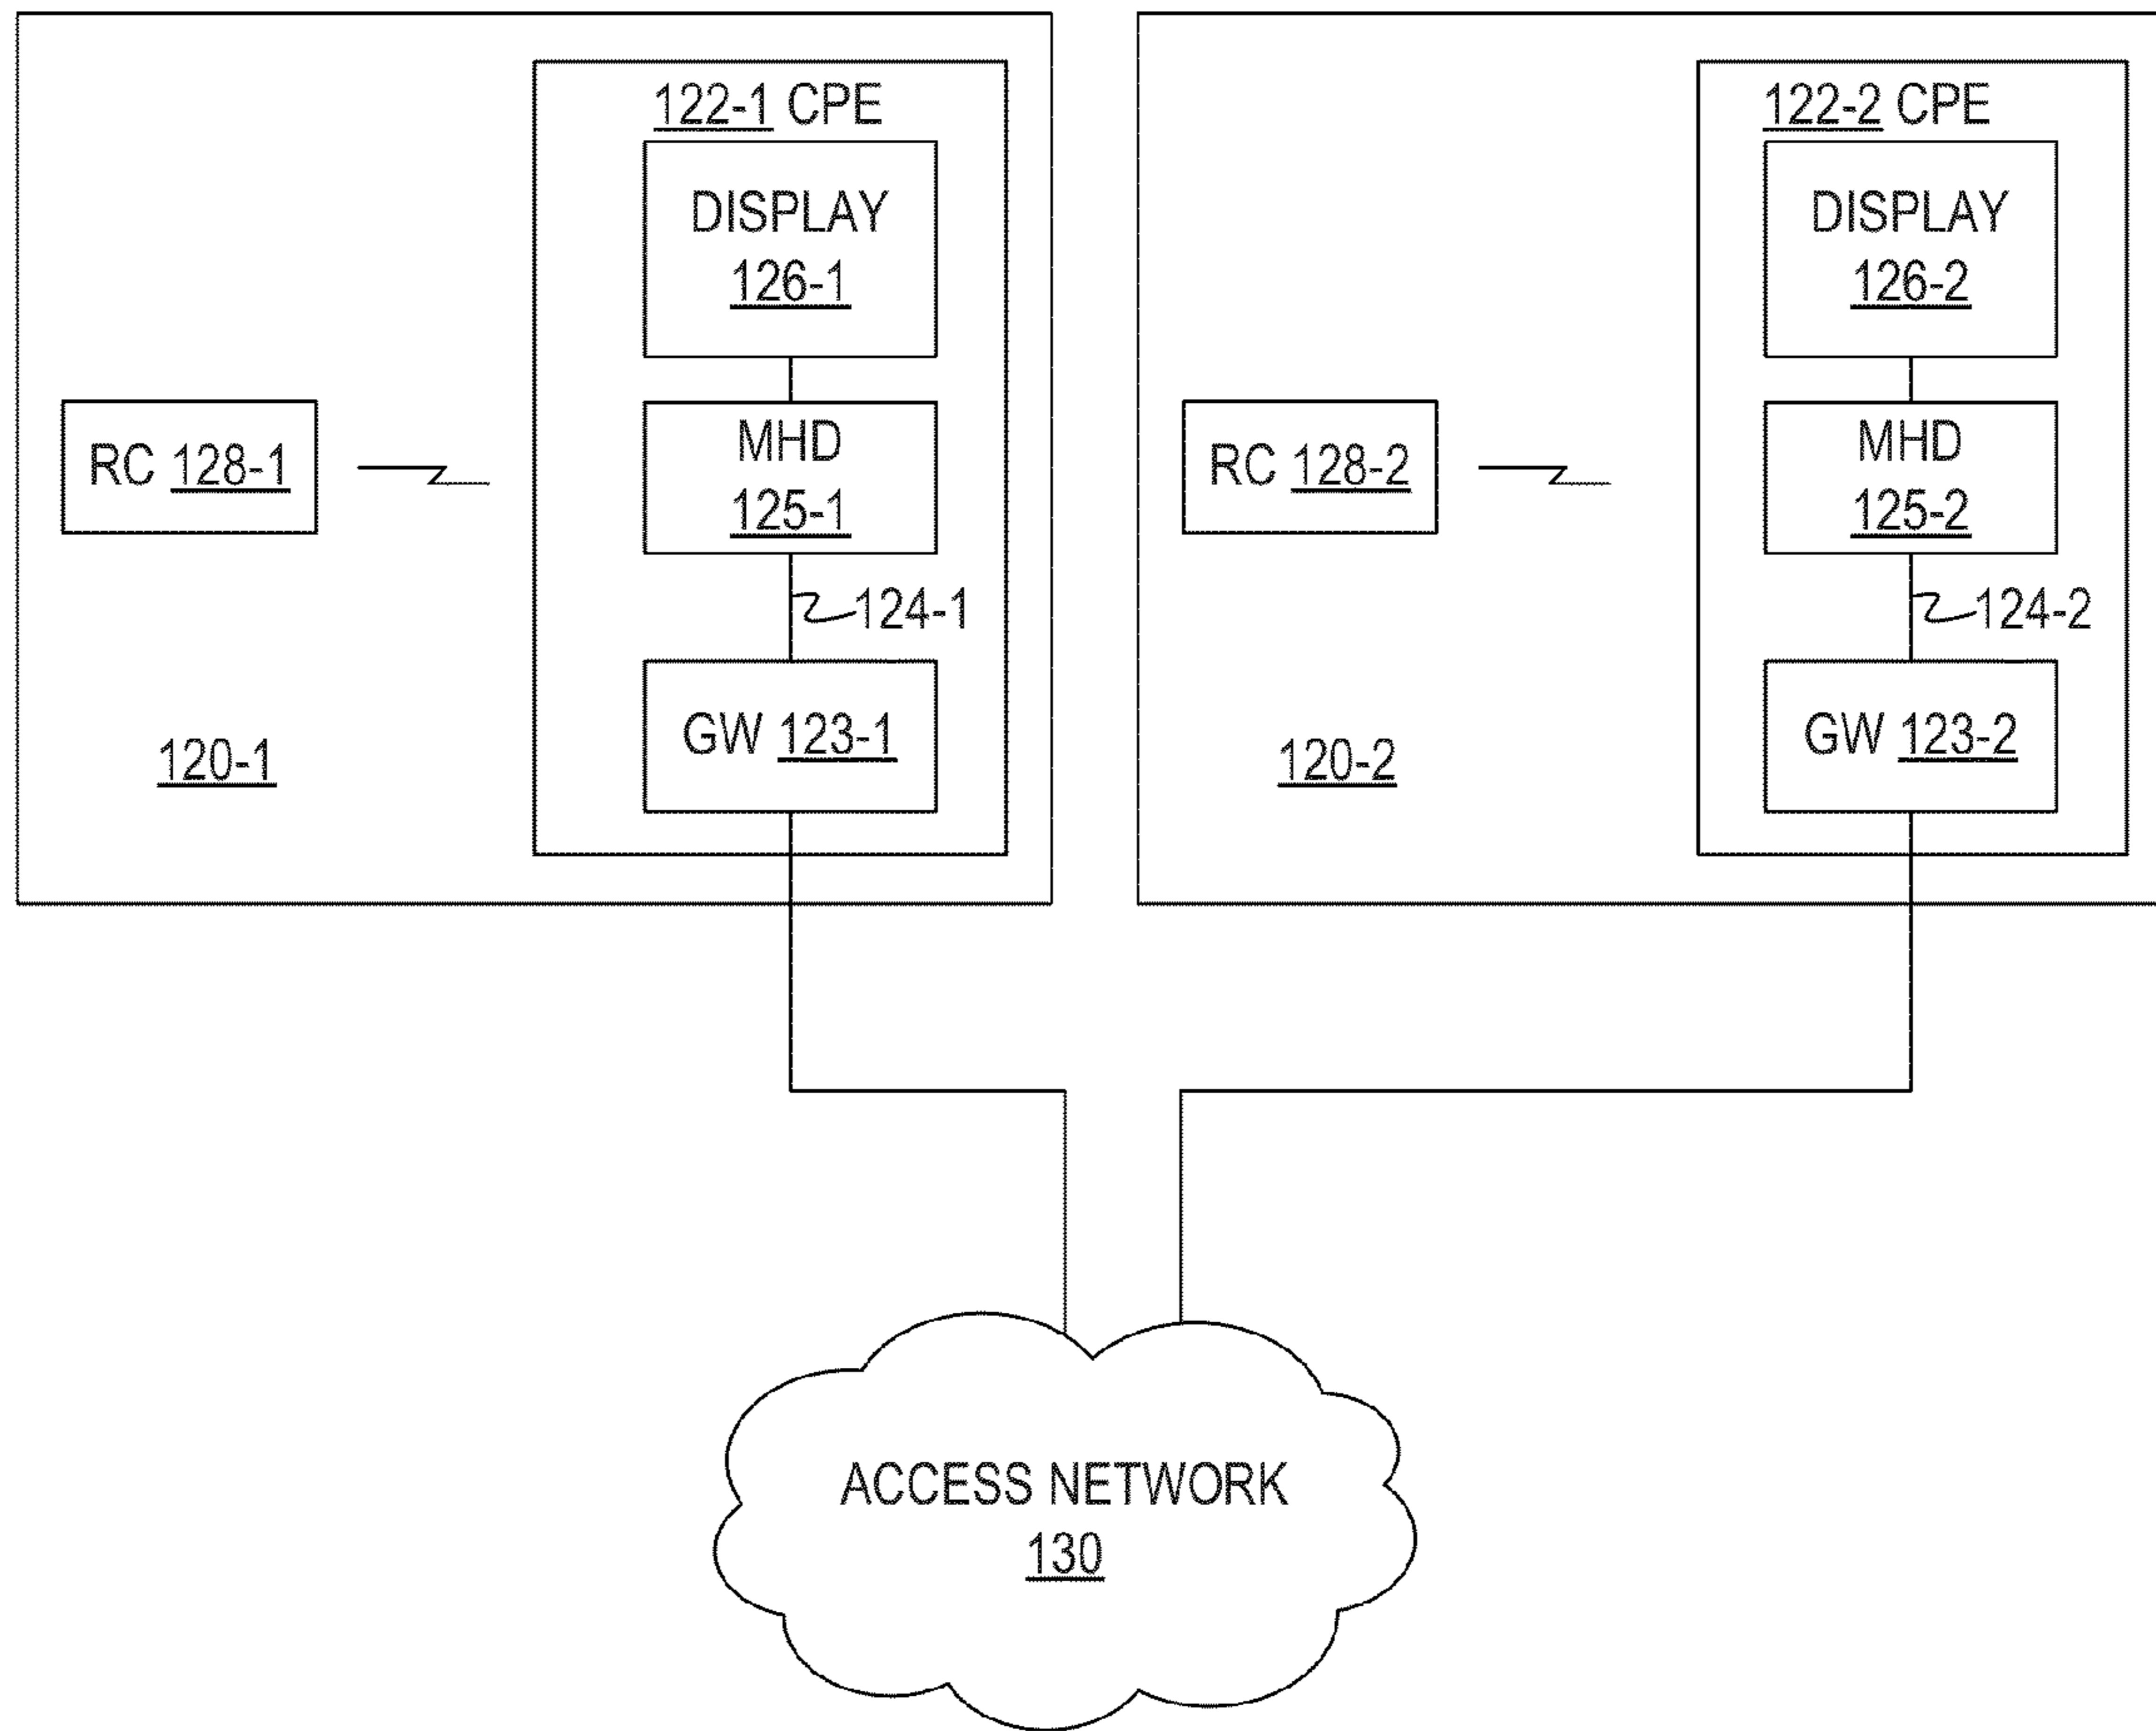 122-1 CPE
DISPLAY
126-1
RC 128-1
MHD
125-1
124-1
GW 123-1
120-1
122-2 CPE
DISPLAY
126-2
RC 128-2
MHD
125-2
124-2
GW 123-2
120-2
ACCESS NETWORK
130